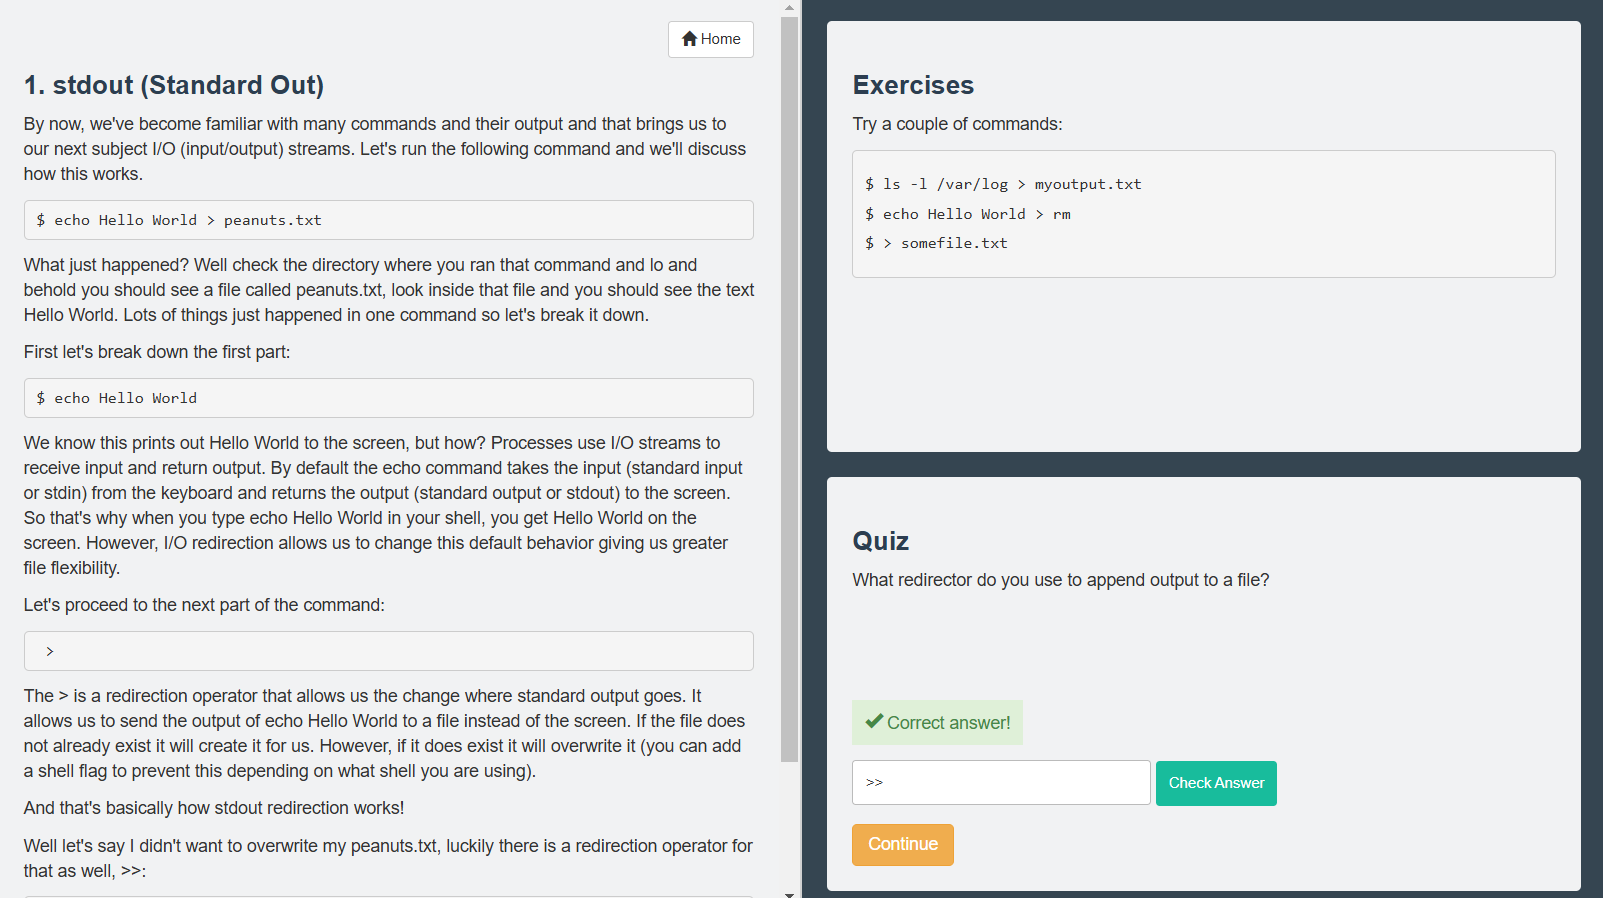 Home
1. stdout (Standard Out)
By now, we've become familiar with many commands and their output and that brings us to
our next subject I/O (input/output) streams. Let's run the following command and we'll discuss
how this works.
$ echo Hello World > peanuts.txt
What just happened? Well check the directory where you ran that command and lo and
behold you should see a file called peanuts.txt, look inside that file and you should see the text
Hello World. Lots of things just happened in one command so let's break it down.
First let's break down the first part:
$ echo Hello World
We know this prints out Hello World to the screen, but how? Processes use I/O streams to
receive input and return output. By default the echo command takes the input (standard input
or stdin) from the keyboard and returns the output (standard output or stdout) to the screen.
So that's why when you type echo Hello World in your shell, you get Hello World on the
screen. However, I/O redirection allows us to change this default behavior giving us greater
file flexibility.
Let's proceed to the next part of the command:
>
The > is a redirection operator that allows us the change where standard output goes. It
allows us to send the output of echo Hello World to a file instead of the screen. If the file does
not already exist it will create it for us. However, if it does exist it will overwrite it (you can add
a shell flag to prevent this depending on what shell you are using).
And that's basically how stdout redirection works!
Well let's say I didn't want to overwrite my peanuts.txt, luckily there is a redirection operator for
that as well, >>:
Exercises
Try a couple of commands:
$ ls -l /var/log > myoutput.txt
$ echo Hello World > rm
$ > somefile.txt
Quiz
What redirector do you use to append output to a file?
Correct answer!
>>
Check Answer
Continue